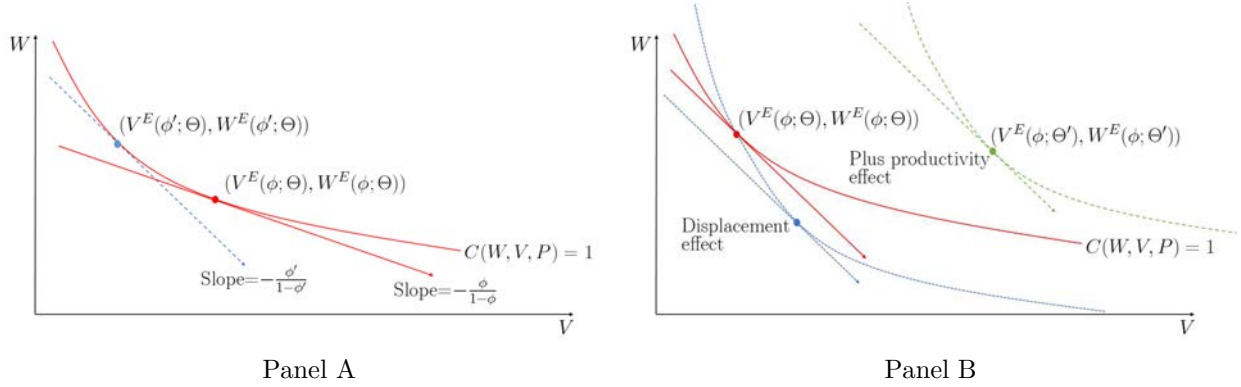 W
(V^E(ϕ′; Θ), W^E(ϕ′; Θ))
(V^E(ϕ; Θ), W^E(ϕ; Θ))
C(W, V, P) = 1
Slope=−ϕ′/(1−ϕ′)
Slope=−ϕ/(1−ϕ)
V
Panel A
W
(V^E(ϕ; Θ), W^E(ϕ; Θ))
(V^E(ϕ; Θ′), W^E(ϕ; Θ′))
Plus productivity
effect
Displacement
effect
C(W, V, P) = 1
V
Panel B